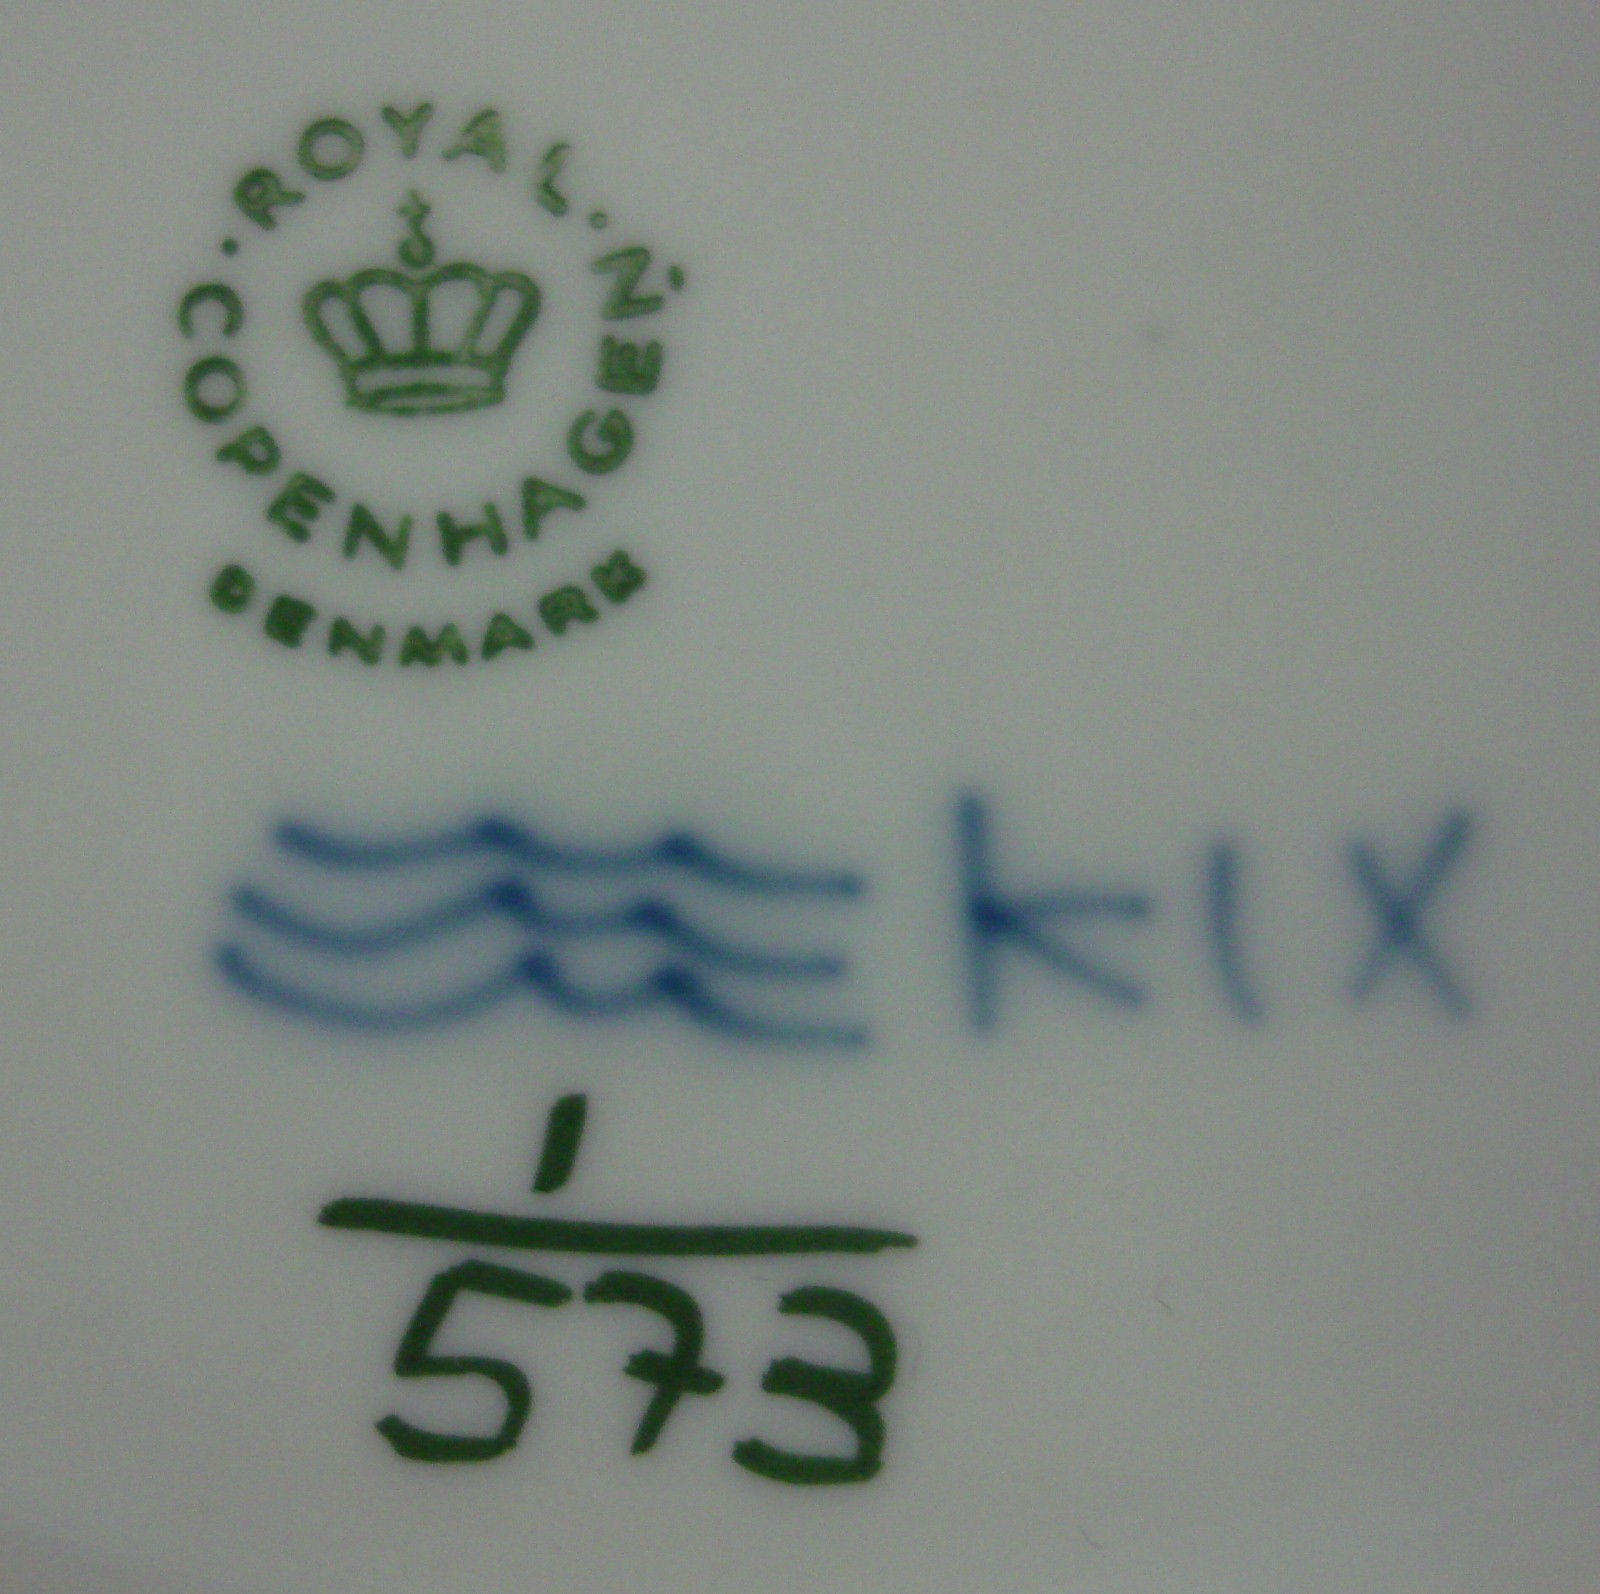 ROYAL
COPENHAGEN
DENMARK
KIX
1
573